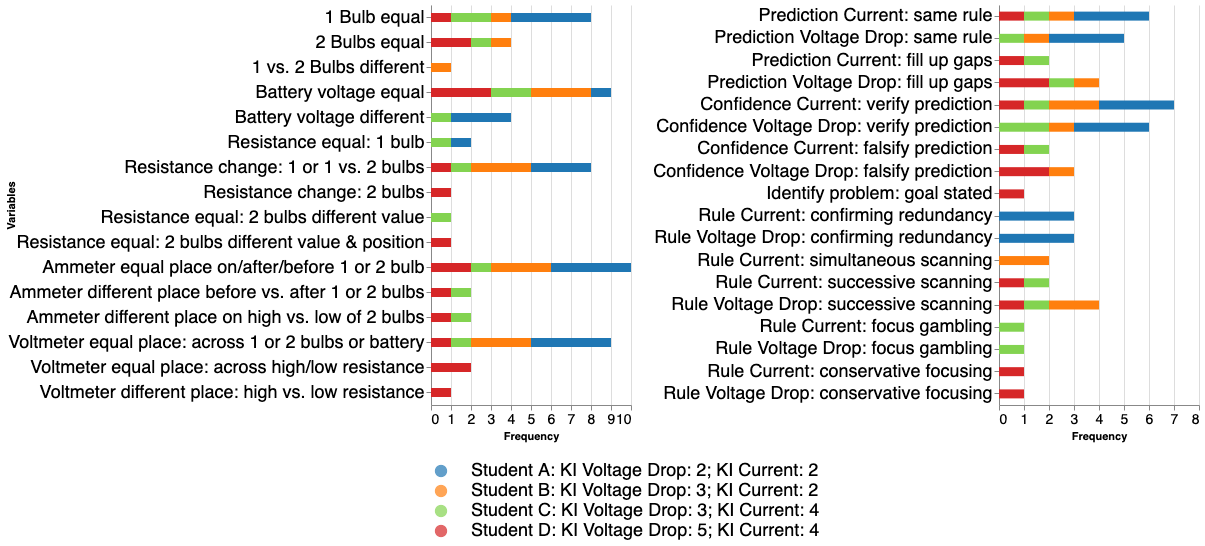 1 Bulb equal
2 Bulbs equal
1 vs. 2 Bulbs different
Battery voltage equal
Battery voltage different
Resistance equal: 1 bulb
Resistance change: 1 or 1 vs. 2 bulbs
Resistance change: 2 bulbs
Resistance equal: 2 bulbs different value
Resistance equal: 2 bulbs different value & position
Ammeter equal place on/after/before 1 or 2 bulb
Ammeter different place before vs. after 1 or 2 bulbs
Ammeter different place on high vs. low of 2 bulbs
Voltmeter equal place: across 1 or 2 bulbs or battery
Voltmeter equal place: across high/low resistance
Voltmeter different place: high vs. low resistance
Variables
0 1 2 3 4 5 6 7 8 9 10
Frequency
Prediction Current: same rule
Prediction Voltage Drop: same rule
Prediction Current: fill up gaps
Prediction Voltage Drop: fill up gaps
Confidence Current: verify prediction
Confidence Voltage Drop: verify prediction
Confidence Current: falsify prediction
Confidence Voltage Drop: falsify prediction
Identify problem: goal stated
Rule Current: confirming redundancy
Rule Voltage Drop: confirming redundancy
Rule Current: simultaneous scanning
Rule Current: successive scanning
Rule Voltage Drop: successive scanning
Rule Current: focus gambling
Rule Voltage Drop: focus gambling
Rule Current: conservative focusing
Rule Voltage Drop: conservative focusing
0 1 2 3 4 5 6 7 8
Frequency
Student A: KI Voltage Drop: 2; KI Current: 2
Student B: KI Voltage Drop: 3; KI Current: 2
Student C: KI Voltage Drop: 3; KI Current: 4
Student D: KI Voltage Drop: 5; KI Current: 4